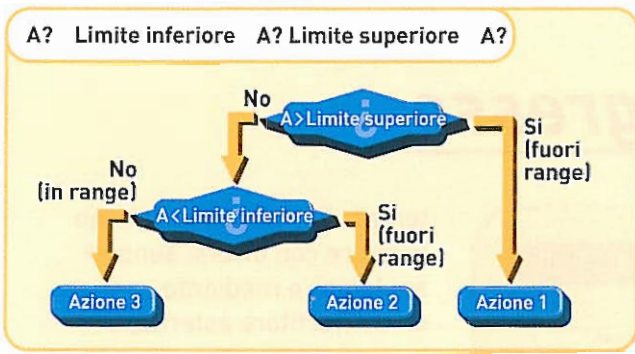 A? Limite inferiore A? Limite superiore A?
No
A>Limite superiore
Si
(fuori
range)
No
(in range)
A<Limite inferiore
Si
(fuori
range)
Azione 3
Azione 2
Azione 1